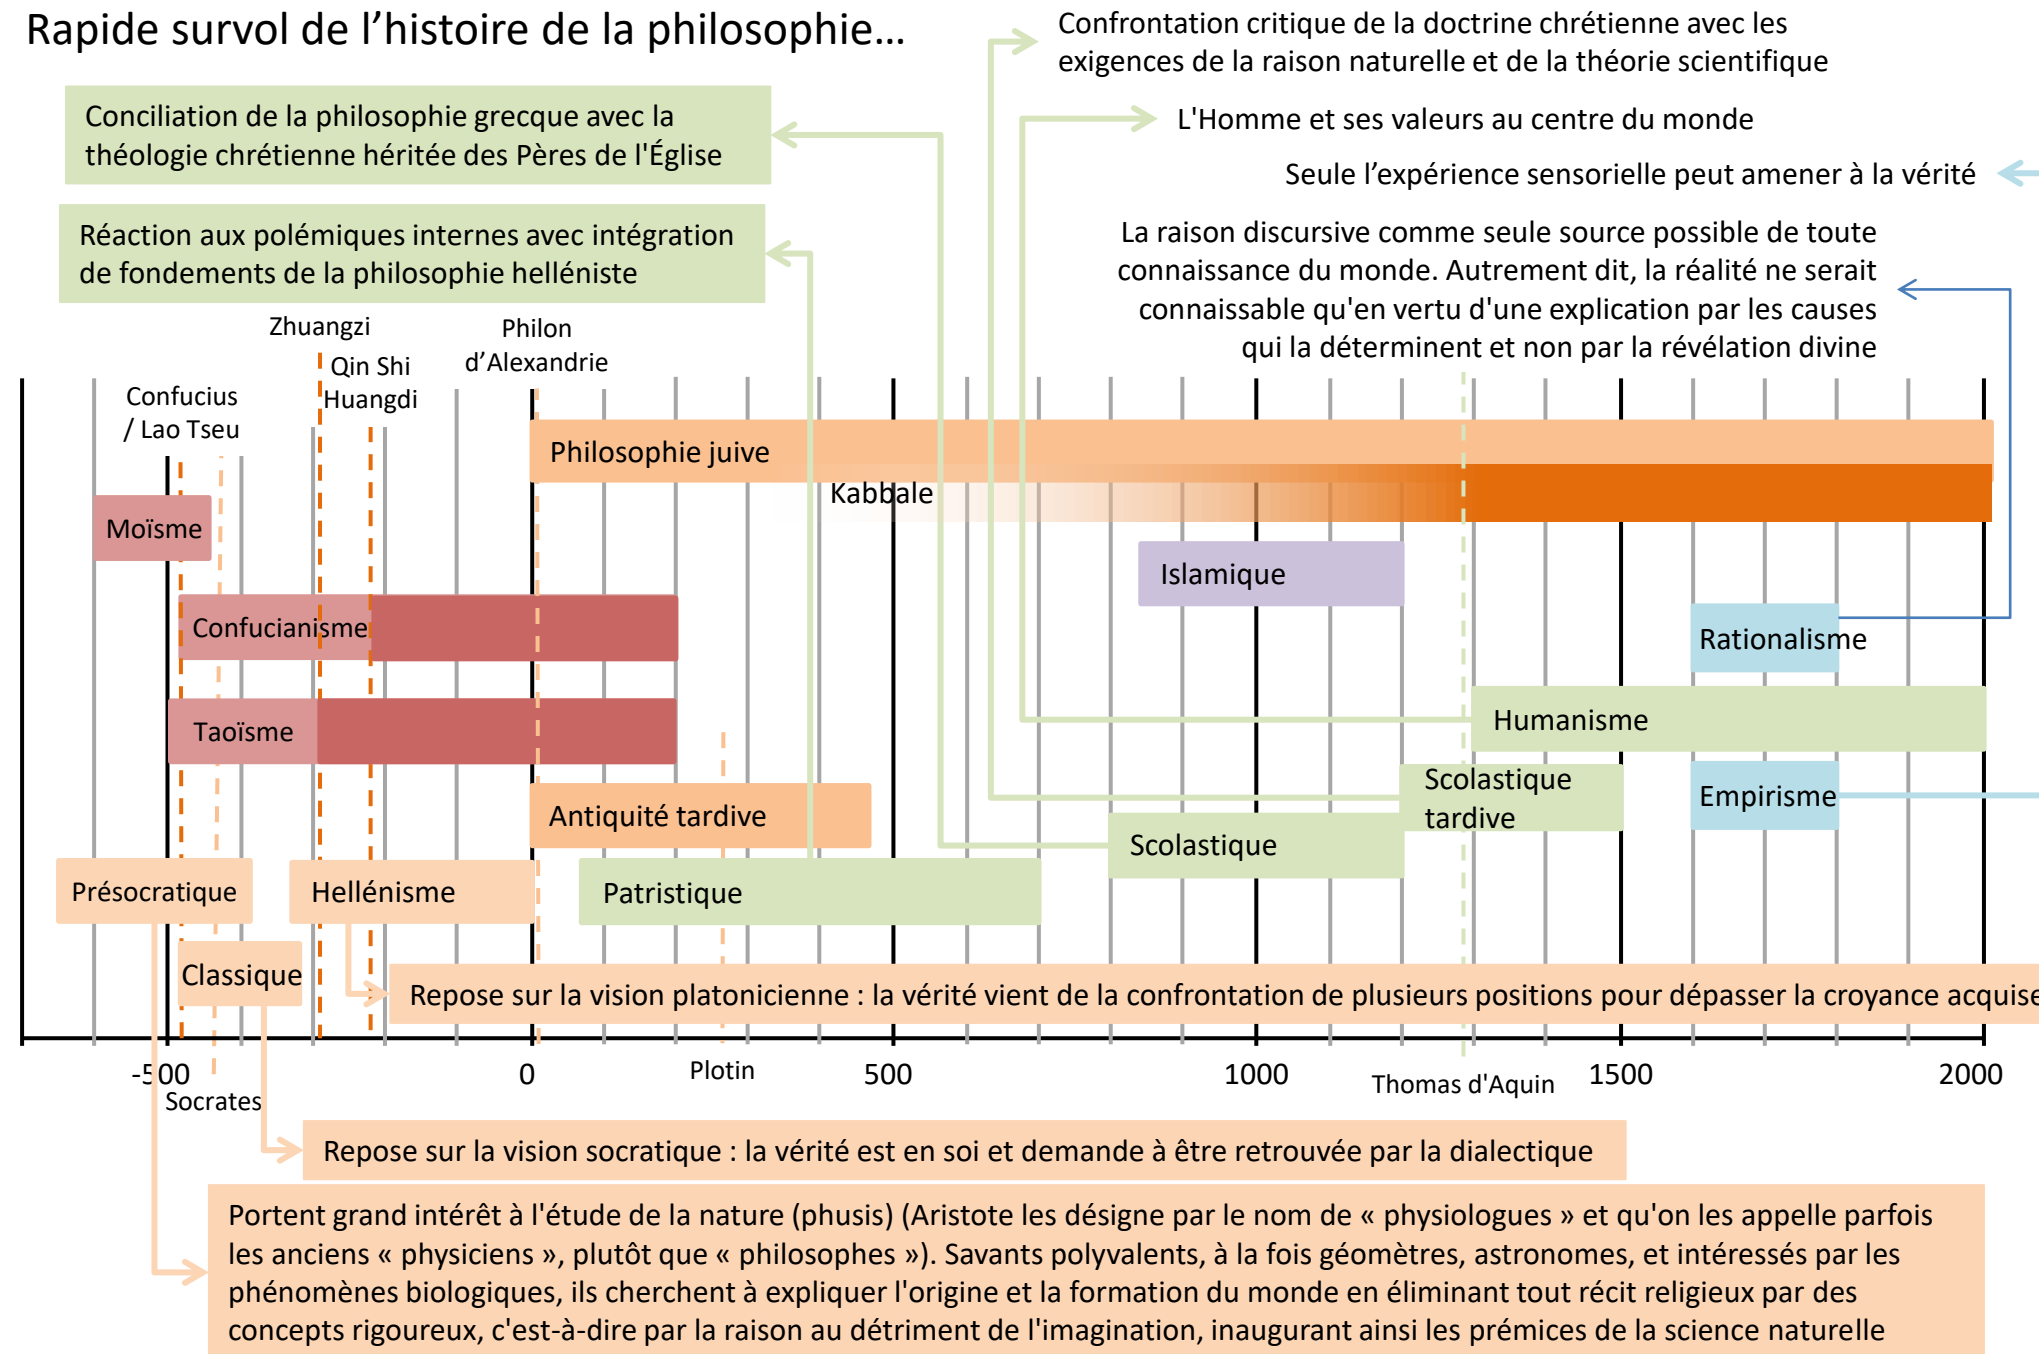 Rapide survol de l'histoire de la philosophie…
Confrontation critique de la doctrine chrétienne avec les
exigences de la raison naturelle et de la théorie scientifique
Conciliation de la philosophie grecque avec la
théologie chrétienne héritée des Pères de l'Église
L'Homme et ses valeurs au centre du monde
Seule l'expérience sensorielle peut amener à la vérité
Réaction aux polémiques internes avec intégration
de fondements de la philosophie helléniste
La raison discursive comme seule source possible de toute
connaissance du monde. Autrement dit, la réalité ne serait
connaissable qu'en vertu d'une explication par les causes
qui la déterminent et non par la révélation divine
Zhuangzi
Qin Shi
Huangdi
Philon
d'Alexandrie
Confucius
/ Lao Tseu
Philosophie juive
Kabbale
Moïsme
Islamique
Confucianisme
Rationalisme
Taoïsme
Humanisme
Antiquité tardive
Scolastique
tardive
Empirisme
Scolastique
Présocratique
Hellénisme
Patristique
Classique
Repose sur la vision platonicienne : la vérité vient de la confrontation de plusieurs positions pour dépasser la croyance acquise
-500
0
Plotin
500
1000
Thomas d'Aquin
1500
2000
Socrates
Repose sur la vision socratique : la vérité est en soi et demande à être retrouvée par la dialectique
Portent grand intérêt à l'étude de la nature (phusis) (Aristote les désigne par le nom de « physiologues » et qu'on les appelle parfois
les anciens « physiciens », plutôt que « philosophes »). Savants polyvalents, à la fois géomètres, astronomes, et intéressés par les
phénomènes biologiques, ils cherchent à expliquer l'origine et la formation du monde en éliminant tout récit religieux par des
concepts rigoureux, c'est-à-dire par la raison au détriment de l'imagination, inaugurant ainsi les prémices de la science naturelle